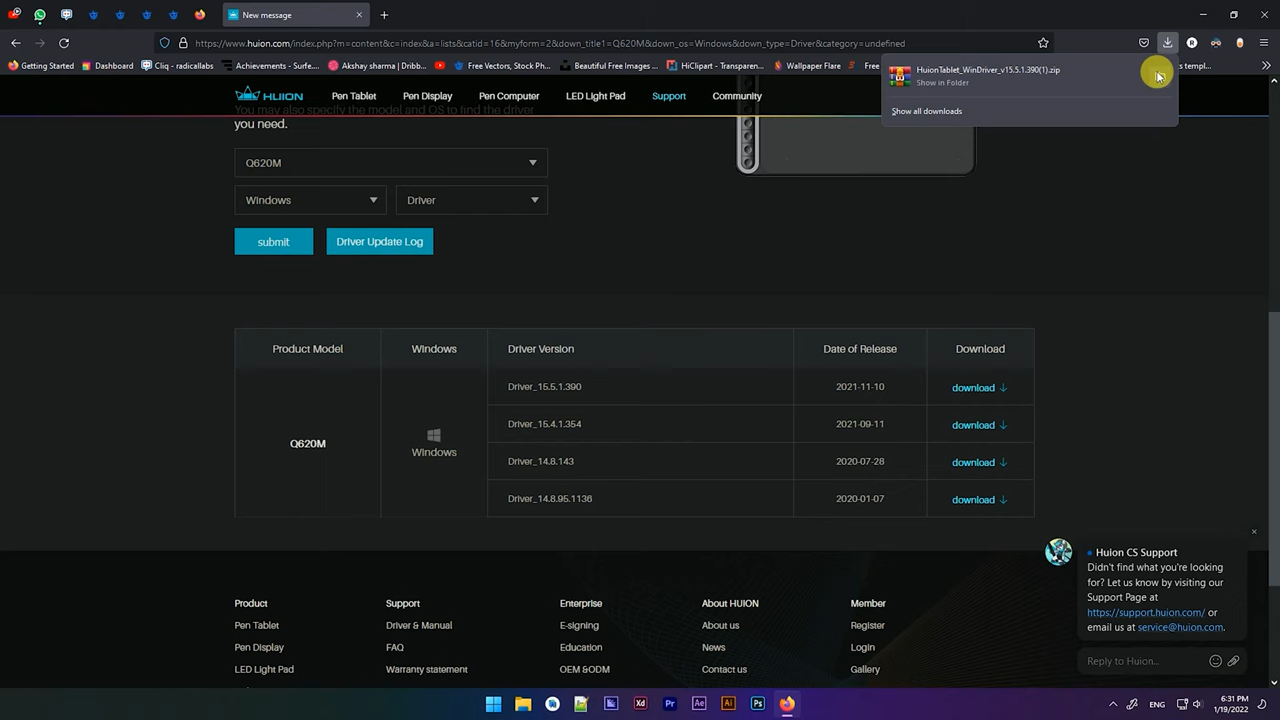 New message
https://www.huion.com/index.php?m=content&c=index&a=lists&catid=16&myform=2&down_title1=Q620M&down_os=Windows&down_type=Driver&category=undefined
Getting Started
Dashboard
Cliq - radicallabs
Achievements - Surfe...
Akshay sharma | Dribb...
Free Vectors, Stock Ph...
Beautiful Free Images ...
HiClipart - Transparen...
Wallpaper Flare
Free
ts templ...
HuionTablet_WinDriver_v15.5.1.390(1).zip
Show in Folder
Show all downloads
HUION
Pen Tablet
Pen Display
Pen Computer
LED Light Pad
Support
Community
You may also specify the model and OS to find the driver
you need.
Q620M
Windows
Driver
submit
Driver Update Log
Product Model
Windows
Driver Version
Date of Release
Download
Q620M
Windows
Driver_15.5.1.390
2021-11-10
download ↓
Driver_15.4.1.354
2021-09-11
download ↓
Driver_14.8.143
2020-07-28
download ↓
Driver_14.8.95.1136
2020-01-07
download ↓
Huion CS Support
Didn't find what you're looking
for? Let us know by visiting our
Support Page at
https://support.huion.com/ or
email us at service@huion.com.
Reply to Huion...
Product
Support
Enterprise
About HUION
Member
Pen Tablet
Driver & Manual
E-signing
About us
Register
Pen Display
FAQ
Education
News
Login
LED Light Pad
Warranty statement
OEM &ODM
Contact us
Gallery
Xd
Pr
Ae
Ai
Ps
ENG
6:31 PM
1/19/2022